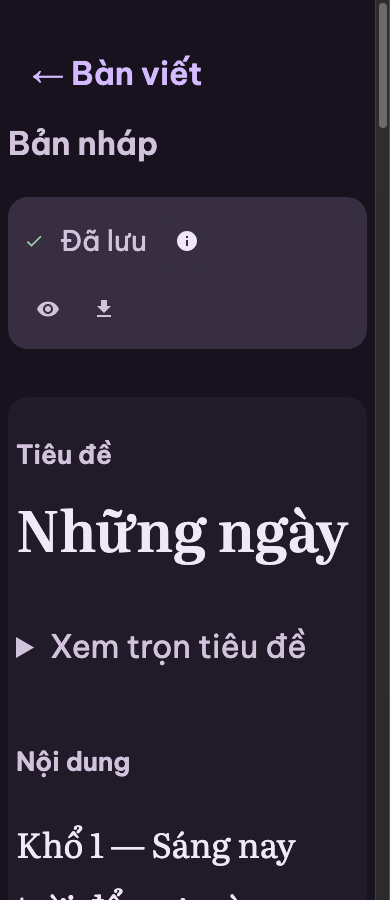 ← Bàn viết
Bản nháp
Đã lưu
Tiêu đề
Những ngày
Xem trọn tiêu đề
Nội dung
Khổ 1 — Sáng nay